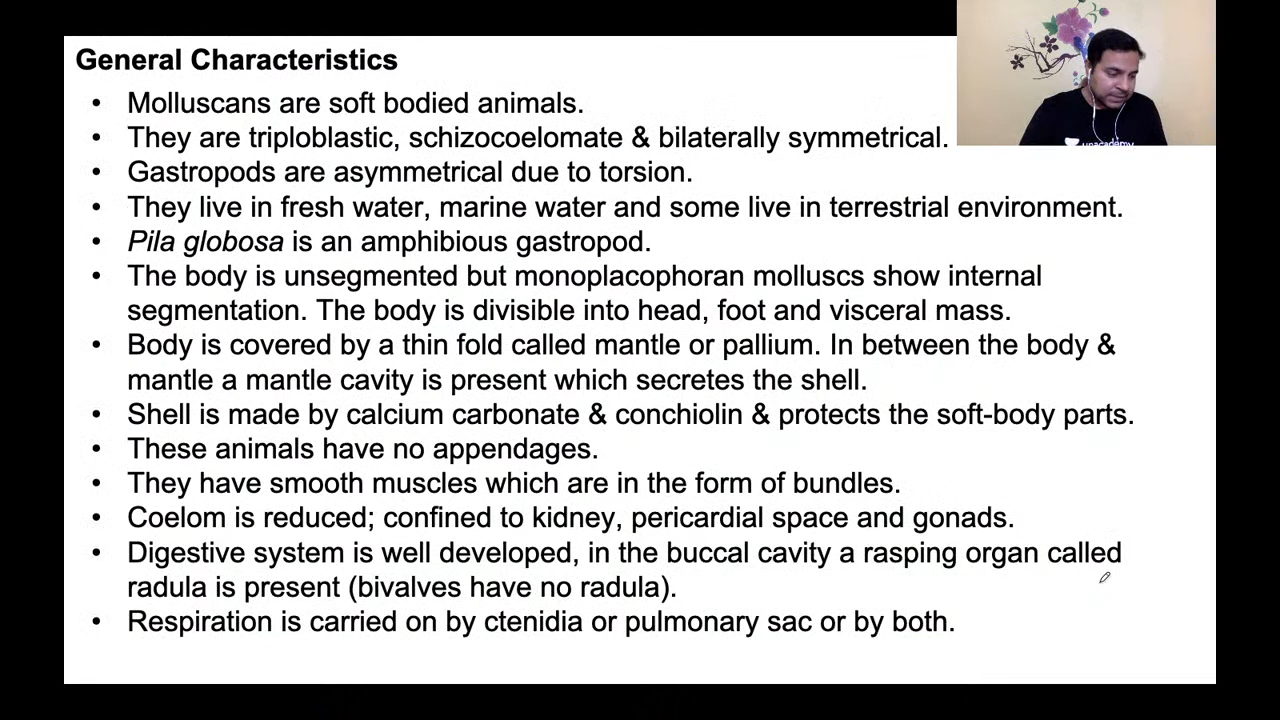 General Characteristics
• Molluscans are soft bodied animals.
• They are triploblastic, schizocoelomate & bilaterally symmetrical.
• Gastropods are asymmetrical due to torsion.
• They live in fresh water, marine water and some live in terrestrial environment.
• Pila globosa is an amphibious gastropod.
• The body is unsegmented but monoplacophoran molluscs show internal
segmentation. The body is divisible into head, foot and visceral mass.
• Body is covered by a thin fold called mantle or pallium. In between the body &
mantle a mantle cavity is present which secretes the shell.
• Shell is made by calcium carbonate & conchiolin & protects the soft-body parts.
• These animals have no appendages.
• They have smooth muscles which are in the form of bundles.
• Coelom is reduced; confined to kidney, pericardial space and gonads.
• Digestive system is well developed, in the buccal cavity a rasping organ called
radula is present (bivalves have no radula).
• Respiration is carried on by ctenidia or pulmonary sac or by both.
unacademy